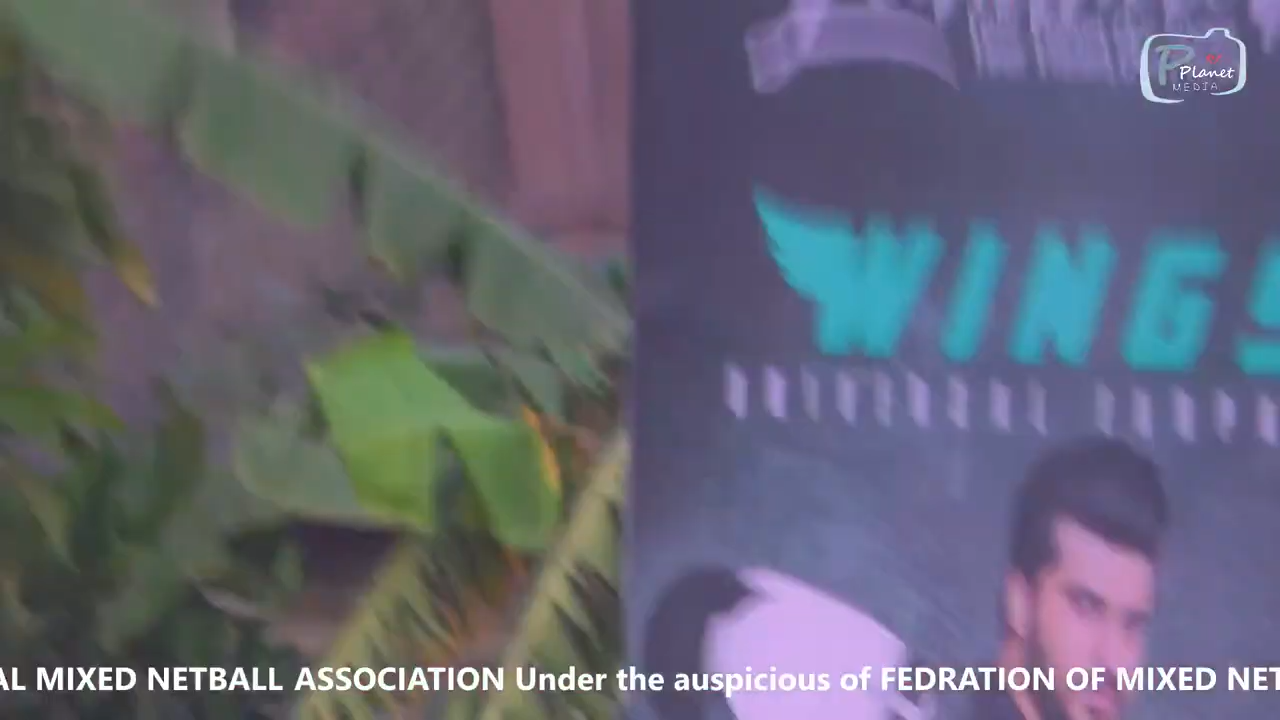 P Planet
MEDIA
WINGS
AL MIXED NETBALL ASSOCIATION Under the auspicious of FEDRATION OF MIXED NET